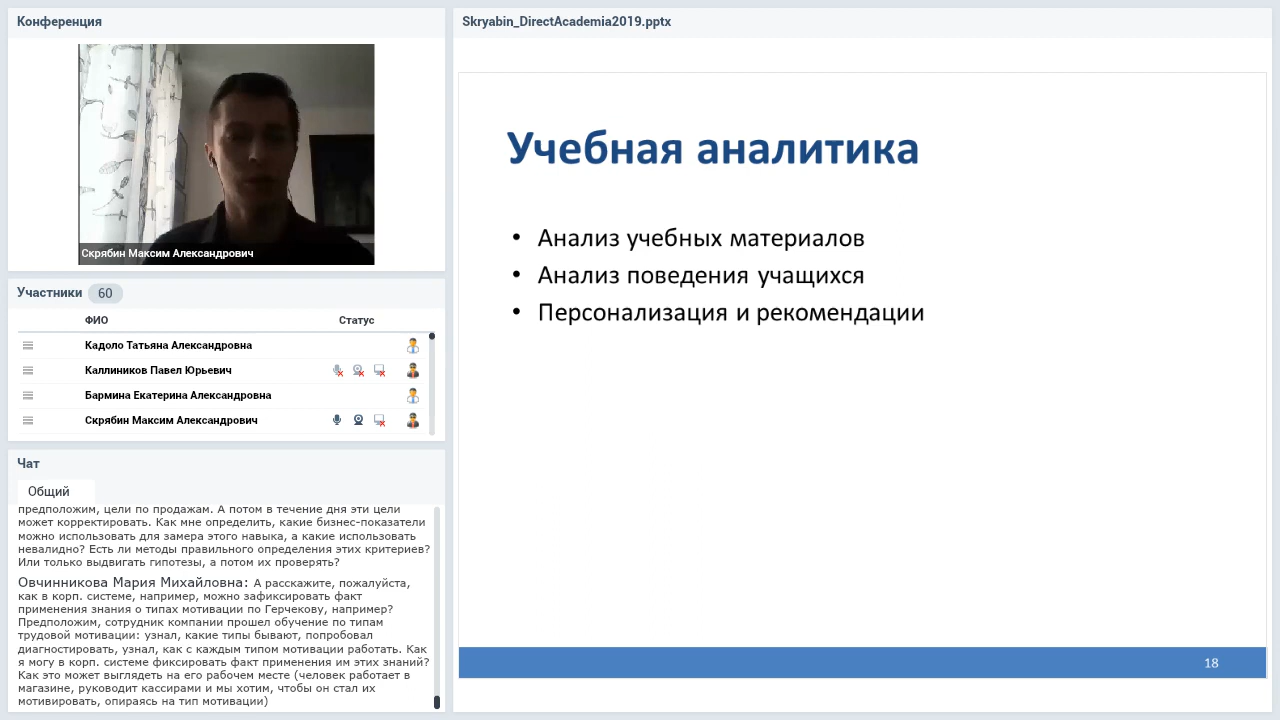 Конференция
Скрябин Максим Александрович
Участники 60
ФИО Статус
Кадоло Татьяна Александровна
Каллиников Павел Юрьевич
Бармина Екатерина Александровна
Скрябин Максим Александрович
Чат
Общий
предположим, цели по продажам. А потом в течение дня эти цели
может корректировать. Как мне определить, какие бизнес-показатели
можно использовать для замера этого навыка, а какие использовать
невалидно? Есть ли методы правильного определения этих критериев?
Или только выдвигать гипотезы, а потом их проверять?
Овчинникова Мария Михайловна: А расскажите, пожалуйста,
как в корп. системе, например, можно зафиксировать факт
применения знания о типах мотивации по Герчекову, например?
Предположим, сотрудник компании прошел обучение по типам
трудовой мотивации: узнал, какие типы бывают, попробовал
диагностировать, узнал, как с каждым типом мотивации работать. Как
я могу в корп. системе фиксировать факт применения им этих знаний?
Как это может выглядеть на его рабочем месте (человек работает в
магазине, руководит кассирами и мы хотим, чтобы он стал их
мотивировать, опираясь на тип мотивации)
Skryabin_DirectAcademia2019.pptx
Учебная аналитика
• Анализ учебных материалов
• Анализ поведения учащихся
• Персонализация и рекомендации
18